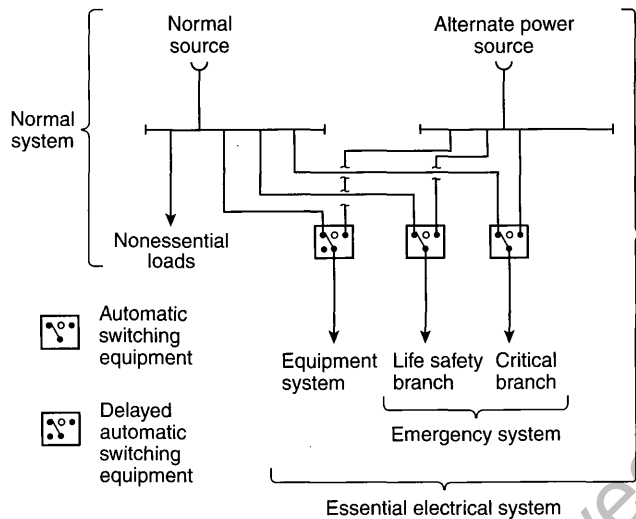 Normal
source
Alternate power
source
Normal
system
Nonessential
loads
Automatic
switching
equipment
Equipment
system
Life safety
branch
Critical
branch
Delayed
automatic
switching
equipment
Emergency system
Essential electrical system